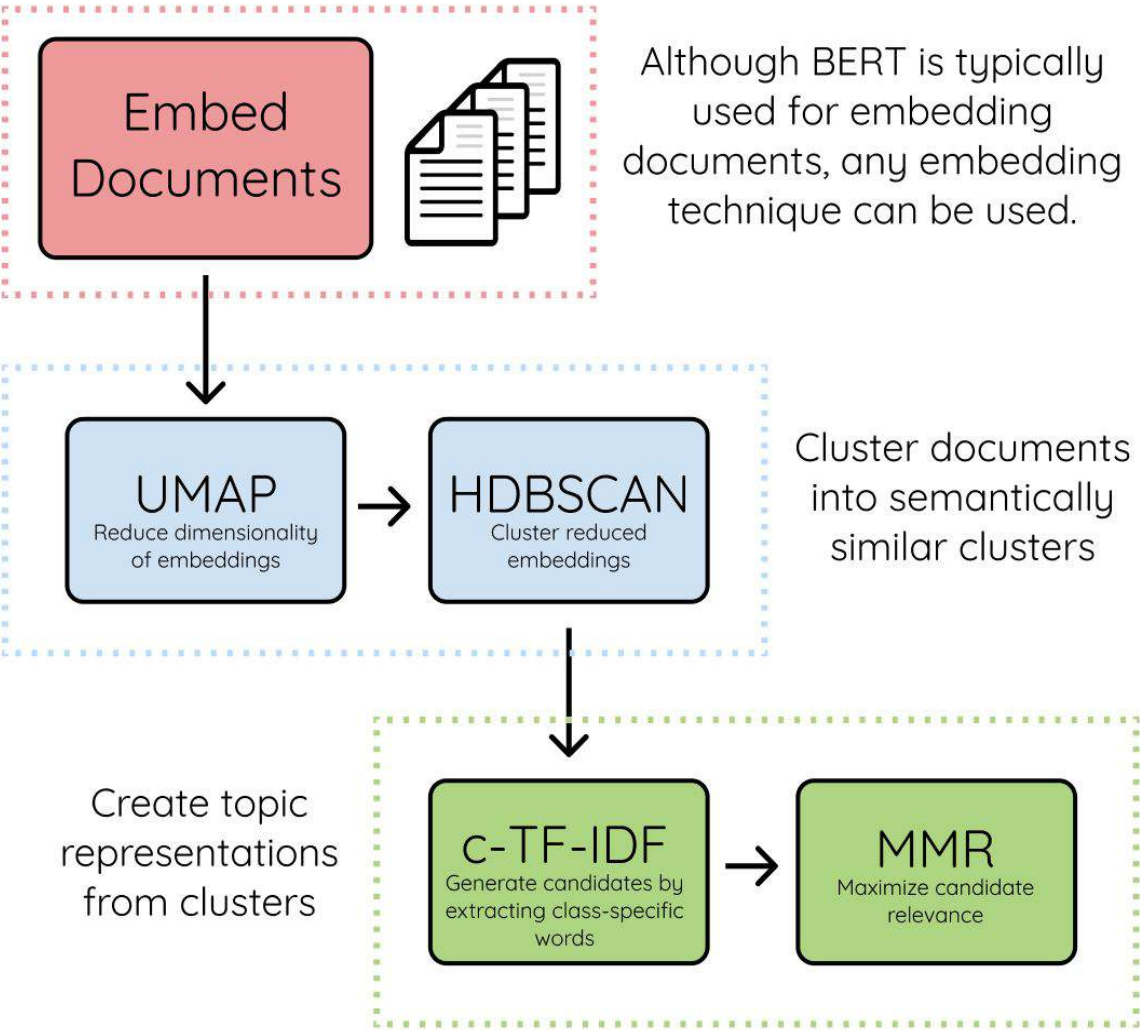 Embed
Documents
Although BERT is typically
used for embedding
documents, any embedding
technique can be used.
UMAP
Reduce dimensionality
of embeddings
HDBSCAN
Cluster reduced
embeddings
Cluster documents
into semantically
similar clusters
Create topic
representations
from clusters
c-TF-IDF
Generate candidates by
extracting class-specific
words
MMR
Maximize candidate
relevance